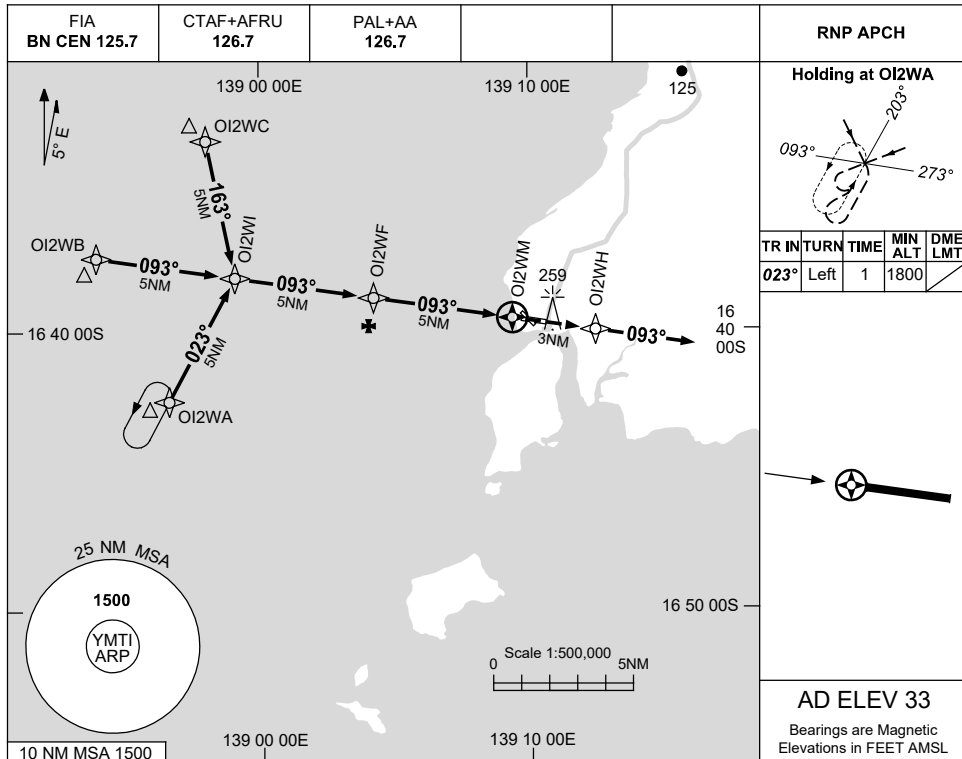 FIA
BN CEN 125.7
CTAF+AFRU
126.7
PAL+AA
126.7
RNP APCH
139 00 00E
139 10 00E
125
5° E
OI2WC
163°
5NM
OI2WB
093°
5NM
OI2WI
093°
5NM
OI2WF
093°
5NM
OI2WM
259
3NM
OI2WH
093°
16 40 00S
16
40
00S
023°
5NM
OI2WA
25 NM MSA
1500
YMTI
ARP
10 NM MSA 1500
16 50 00S
Scale 1:500,000
0
5NM
139 00 00E
139 10 00E
Holding at OI2WA
203°
093°
273°
TR IN
TURN
TIME
MIN
ALT
DME
LMT
023°
Left
1
1800
AD ELEV 33
Bearings are Magnetic
Elevations in FEET AMSL